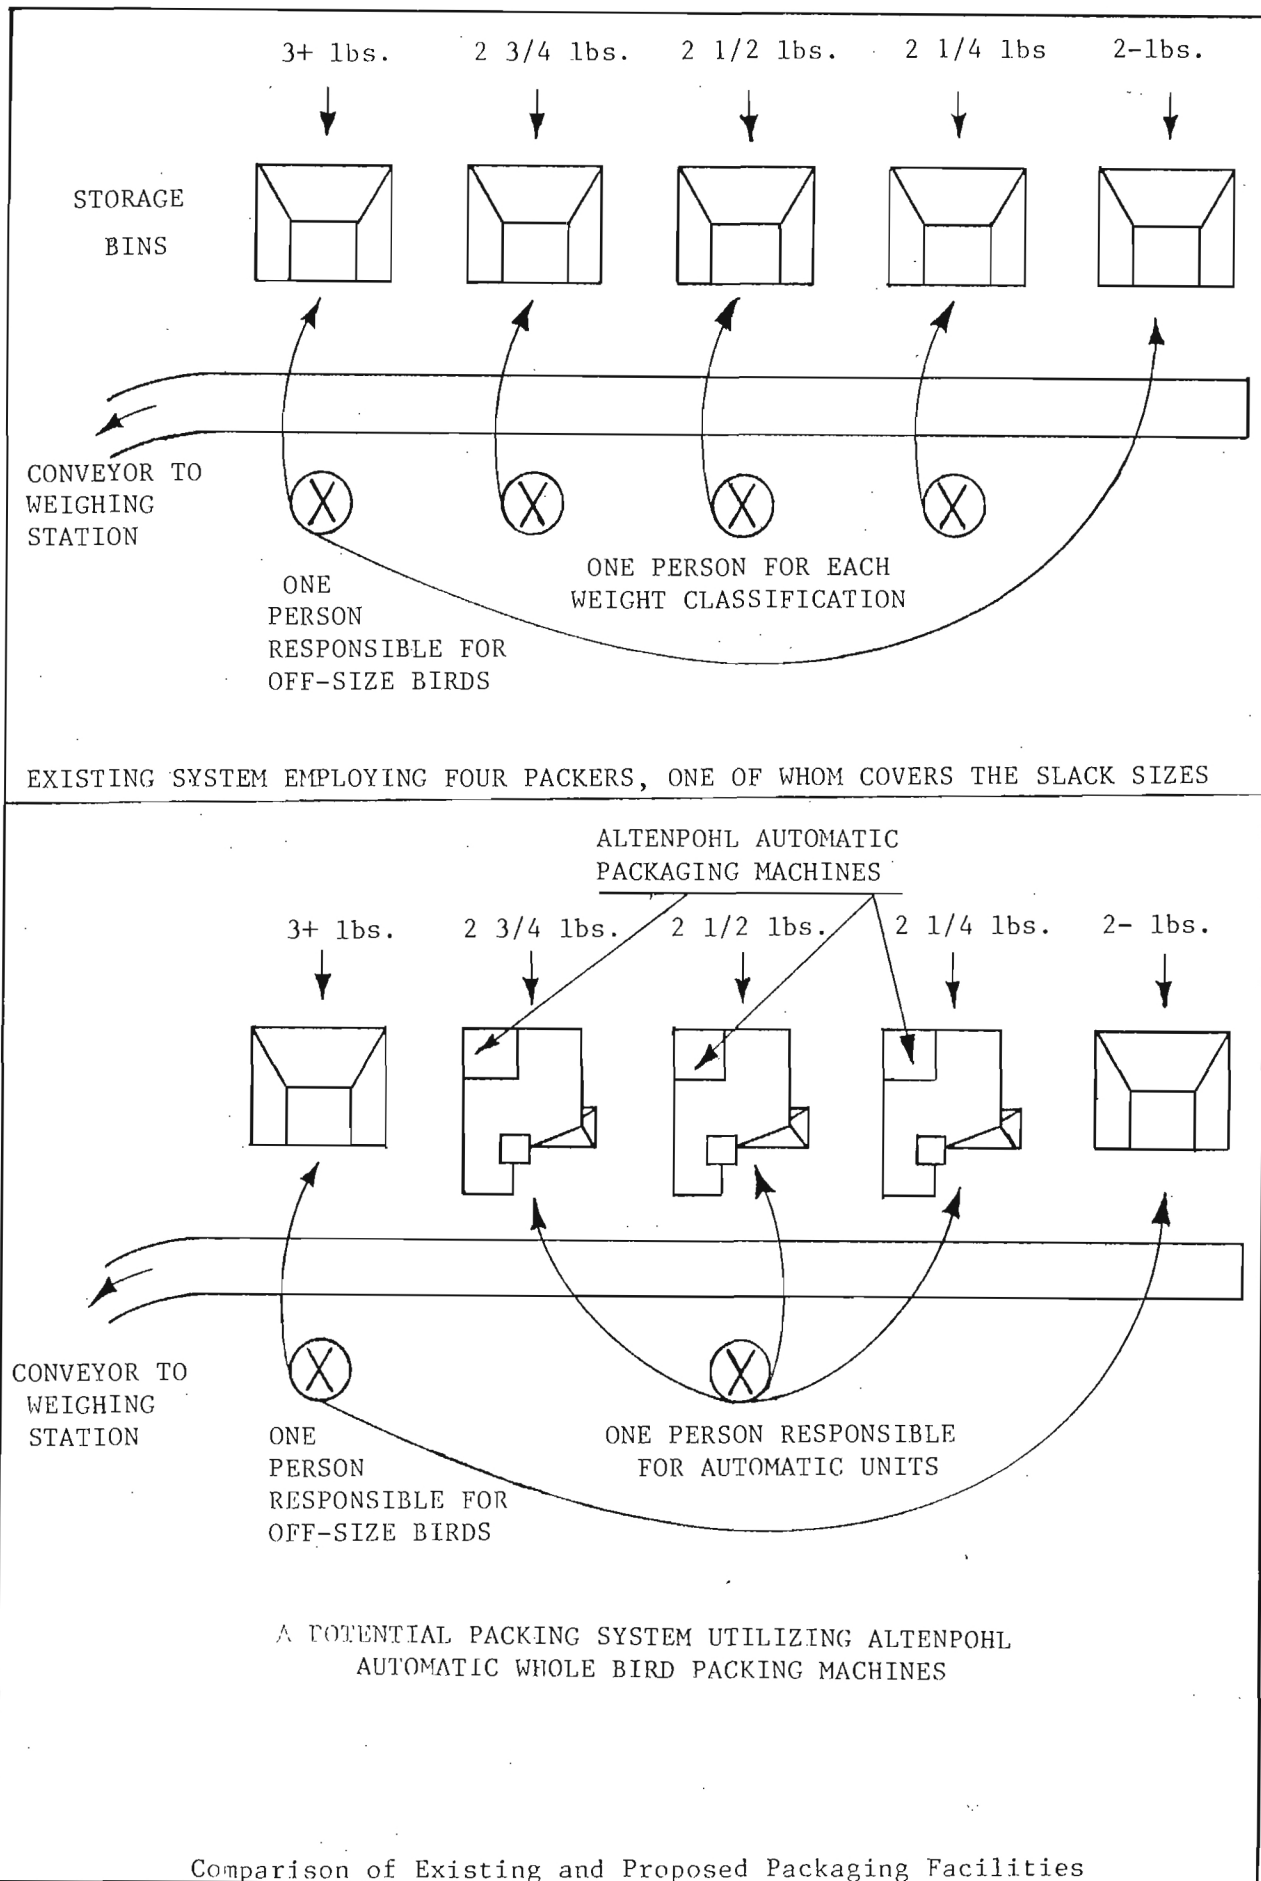 3+ lbs. 2 3/4 lbs. 2 1/2 lbs. 2 1/4 lbs 2-lbs.
STORAGE
BINS
CONVEYOR TO
WEIGHING
STATION
ONE
PERSON
RESPONSIBLE FOR
OFF-SIZE BIRDS
ONE PERSON FOR EACH
WEIGHT CLASSIFICATION
EXISTING SYSTEM EMPLOYING FOUR PACKERS, ONE OF WHOM COVERS THE SLACK SIZES
ALTENPOHL AUTOMATIC
PACKAGING MACHINES
3+ lbs. 2 3/4 lbs. 2 1/2 lbs. 2 1/4 lbs. 2- lbs.
CONVEYOR TO
WEIGHING
STATION
ONE
PERSON
RESPONSIBLE FOR
OFF-SIZE BIRDS
ONE PERSON RESPONSIBLE
FOR AUTOMATIC UNITS
A POTENTIAL PACKING SYSTEM UTILIZING ALTENPOHL
AUTOMATIC WHOLE BIRD PACKING MACHINES
Comparison of Existing and Proposed Packaging Facilities